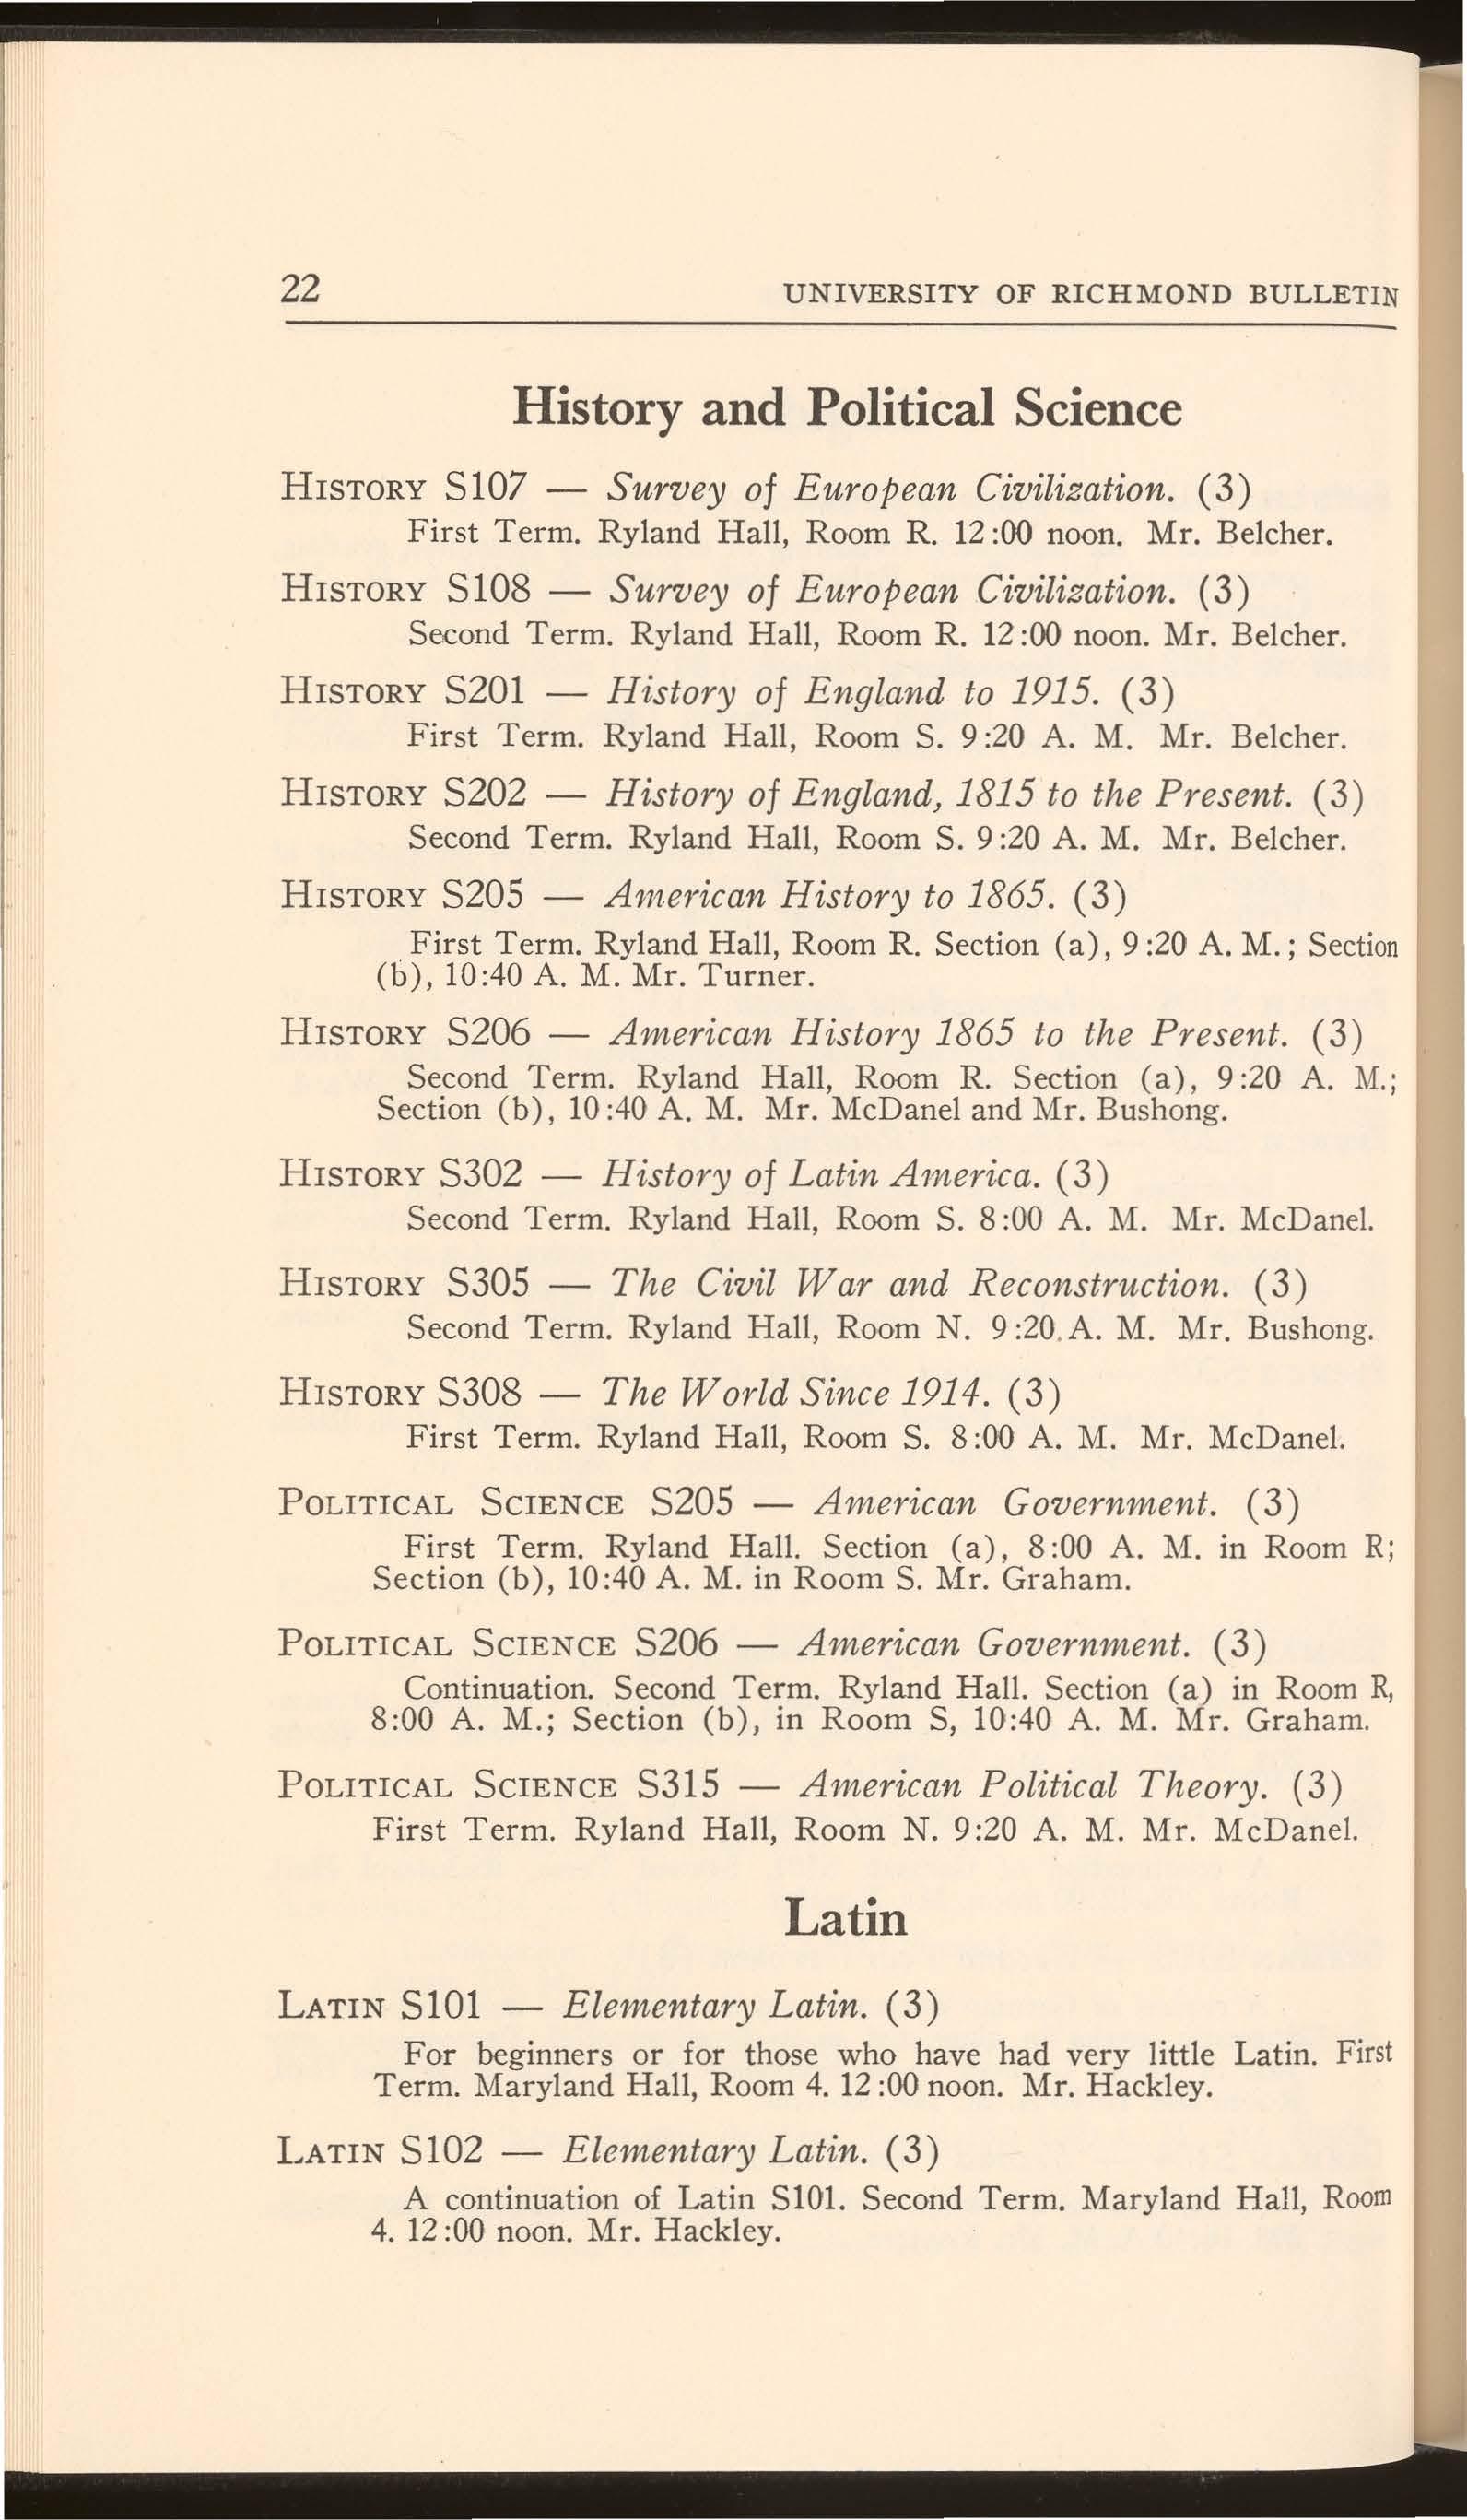 22 UNIVERSITY OF RICHMOND BULLETIN
History and Political Science
HISTORY S107 — Survey of European Civilization. (3)
First Term. Ryland Hall, Room R. 12:00 noon. Mr. Belcher.
HISTORY S108 — Survey of European Civilization. (3)
Second Term. Ryland Hall, Room R. 12:00 noon. Mr. Belcher.
HISTORY S201 — History of England to 1915. (3)
First Term. Ryland Hall, Room S. 9:20 A. M. Mr. Belcher.
HISTORY S202 — History of England, 1815 to the Present. (3)
Second Term. Ryland Hall, Room S. 9:20 A. M. Mr. Belcher.
HISTORY S205 — American History to 1865. (3)
First Term. Ryland Hall, Room R. Section (a), 9:20 A. M.; Section
(b), 10:40 A. M. Mr. Turner.
HISTORY S206 — American History 1865 to the Present. (3)
Second Term. Ryland Hall, Room R. Section (a), 9:20 A. M.;
Section (b), 10:40 A. M. Mr. McDanel and Mr. Bushong.
HISTORY S302 — History of Latin America. (3)
Second Term. Ryland Hall, Room S. 8:00 A. M. Mr. McDanel.
HISTORY S305 — The Civil War and Reconstruction. (3)
Second Term. Ryland Hall, Room N. 9:20 A. M. Mr. Bushong.
HISTORY S308 — The World Since 1914. (3)
First Term. Ryland Hall, Room S. 8:00 A. M. Mr. McDanel.
POLITICAL SCIENCE S205 — American Government. (3)
First Term. Ryland Hall. Section (a), 8:00 A. M. in Room R;
Section (b), 10:40 A. M. in Room S. Mr. Graham.
POLITICAL SCIENCE S206 — American Government. (3)
Continuation. Second Term. Ryland Hall. Section (a) in Room R,
8:00 A. M.; Section (b), in Room S, 10:40 A. M. Mr. Graham.
POLITICAL SCIENCE S315 — American Political Theory. (3)
First Term. Ryland Hall, Room N. 9:20 A. M. Mr. McDanel.
Latin
LATIN S101 — Elementary Latin. (3)
For beginners or for those who have had very little Latin. First
Term. Maryland Hall, Room 4. 12:00 noon. Mr. Hackley.
LATIN S102 — Elementary Latin. (3)
A continuation of Latin S101. Second Term. Maryland Hall, Room
4. 12:00 noon. Mr. Hackley.